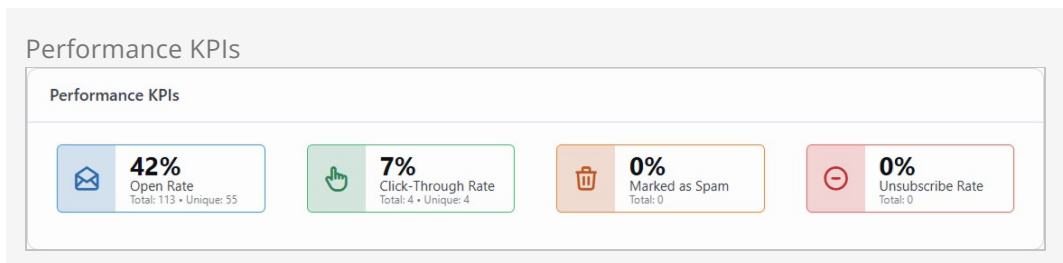 Performance KPIs
Performance KPIs
42%
Open Rate
Total: 113 • Unique: 55
7%
Click-Through Rate
Total: 4 • Unique: 4
0%
Marked as Spam
Total: 0
0%
Unsubscribe Rate
Total: 0